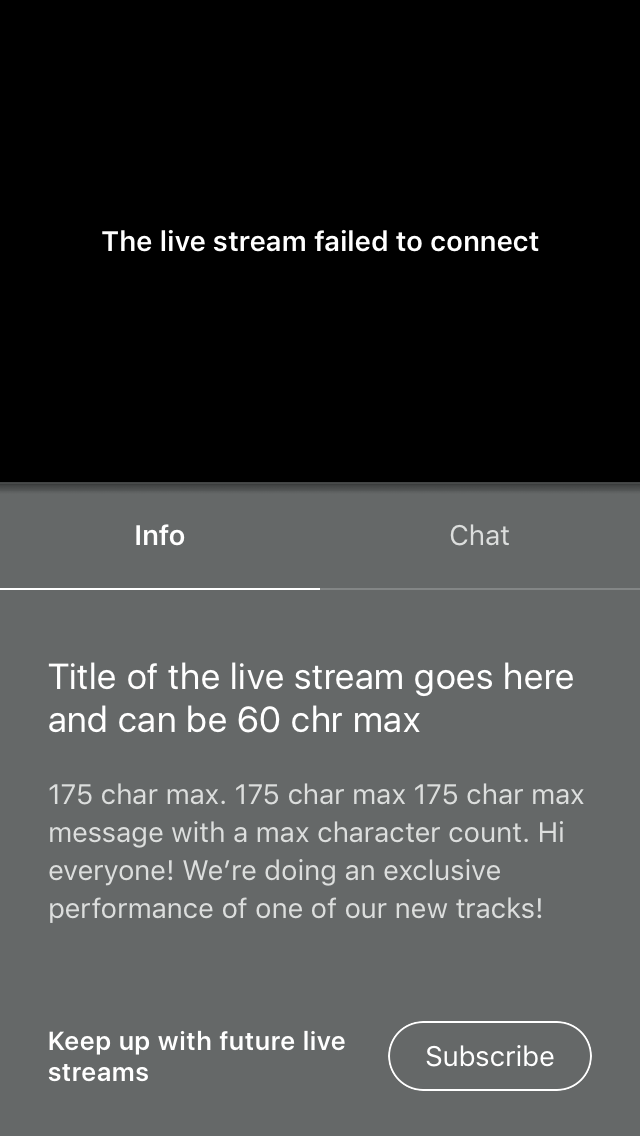 The live stream failed to connect
Info
Chat
Title of the live stream goes here
and can be 60 chr max
175 char max. 175 char max 175 char max
message with a max character count. Hi
everyone! We’re doing an exclusive
performance of one of our new tracks!
Keep up with future live
streams
Subscribe